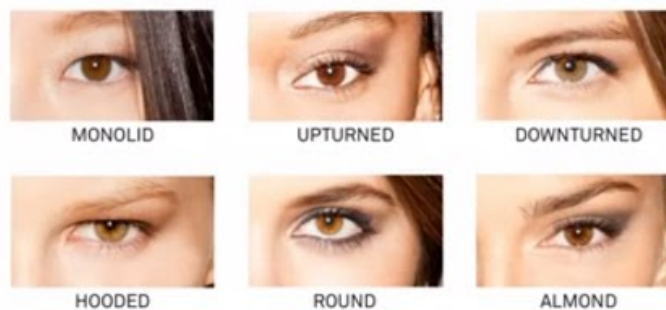 MONOLID
UPTURNED
DOWNTURNED
HOODED
ROUND
ALMOND